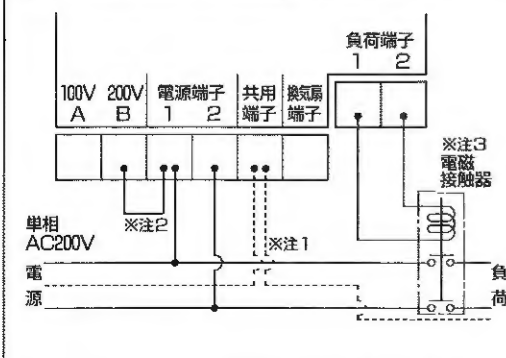 負荷端子
1 2
100V 200V 電源端子 共用 換気扇
A B 1 2 端子 端子
※注3
電磁
接触器
単相
AC200V
※注2
※注1
電 負
源 荷